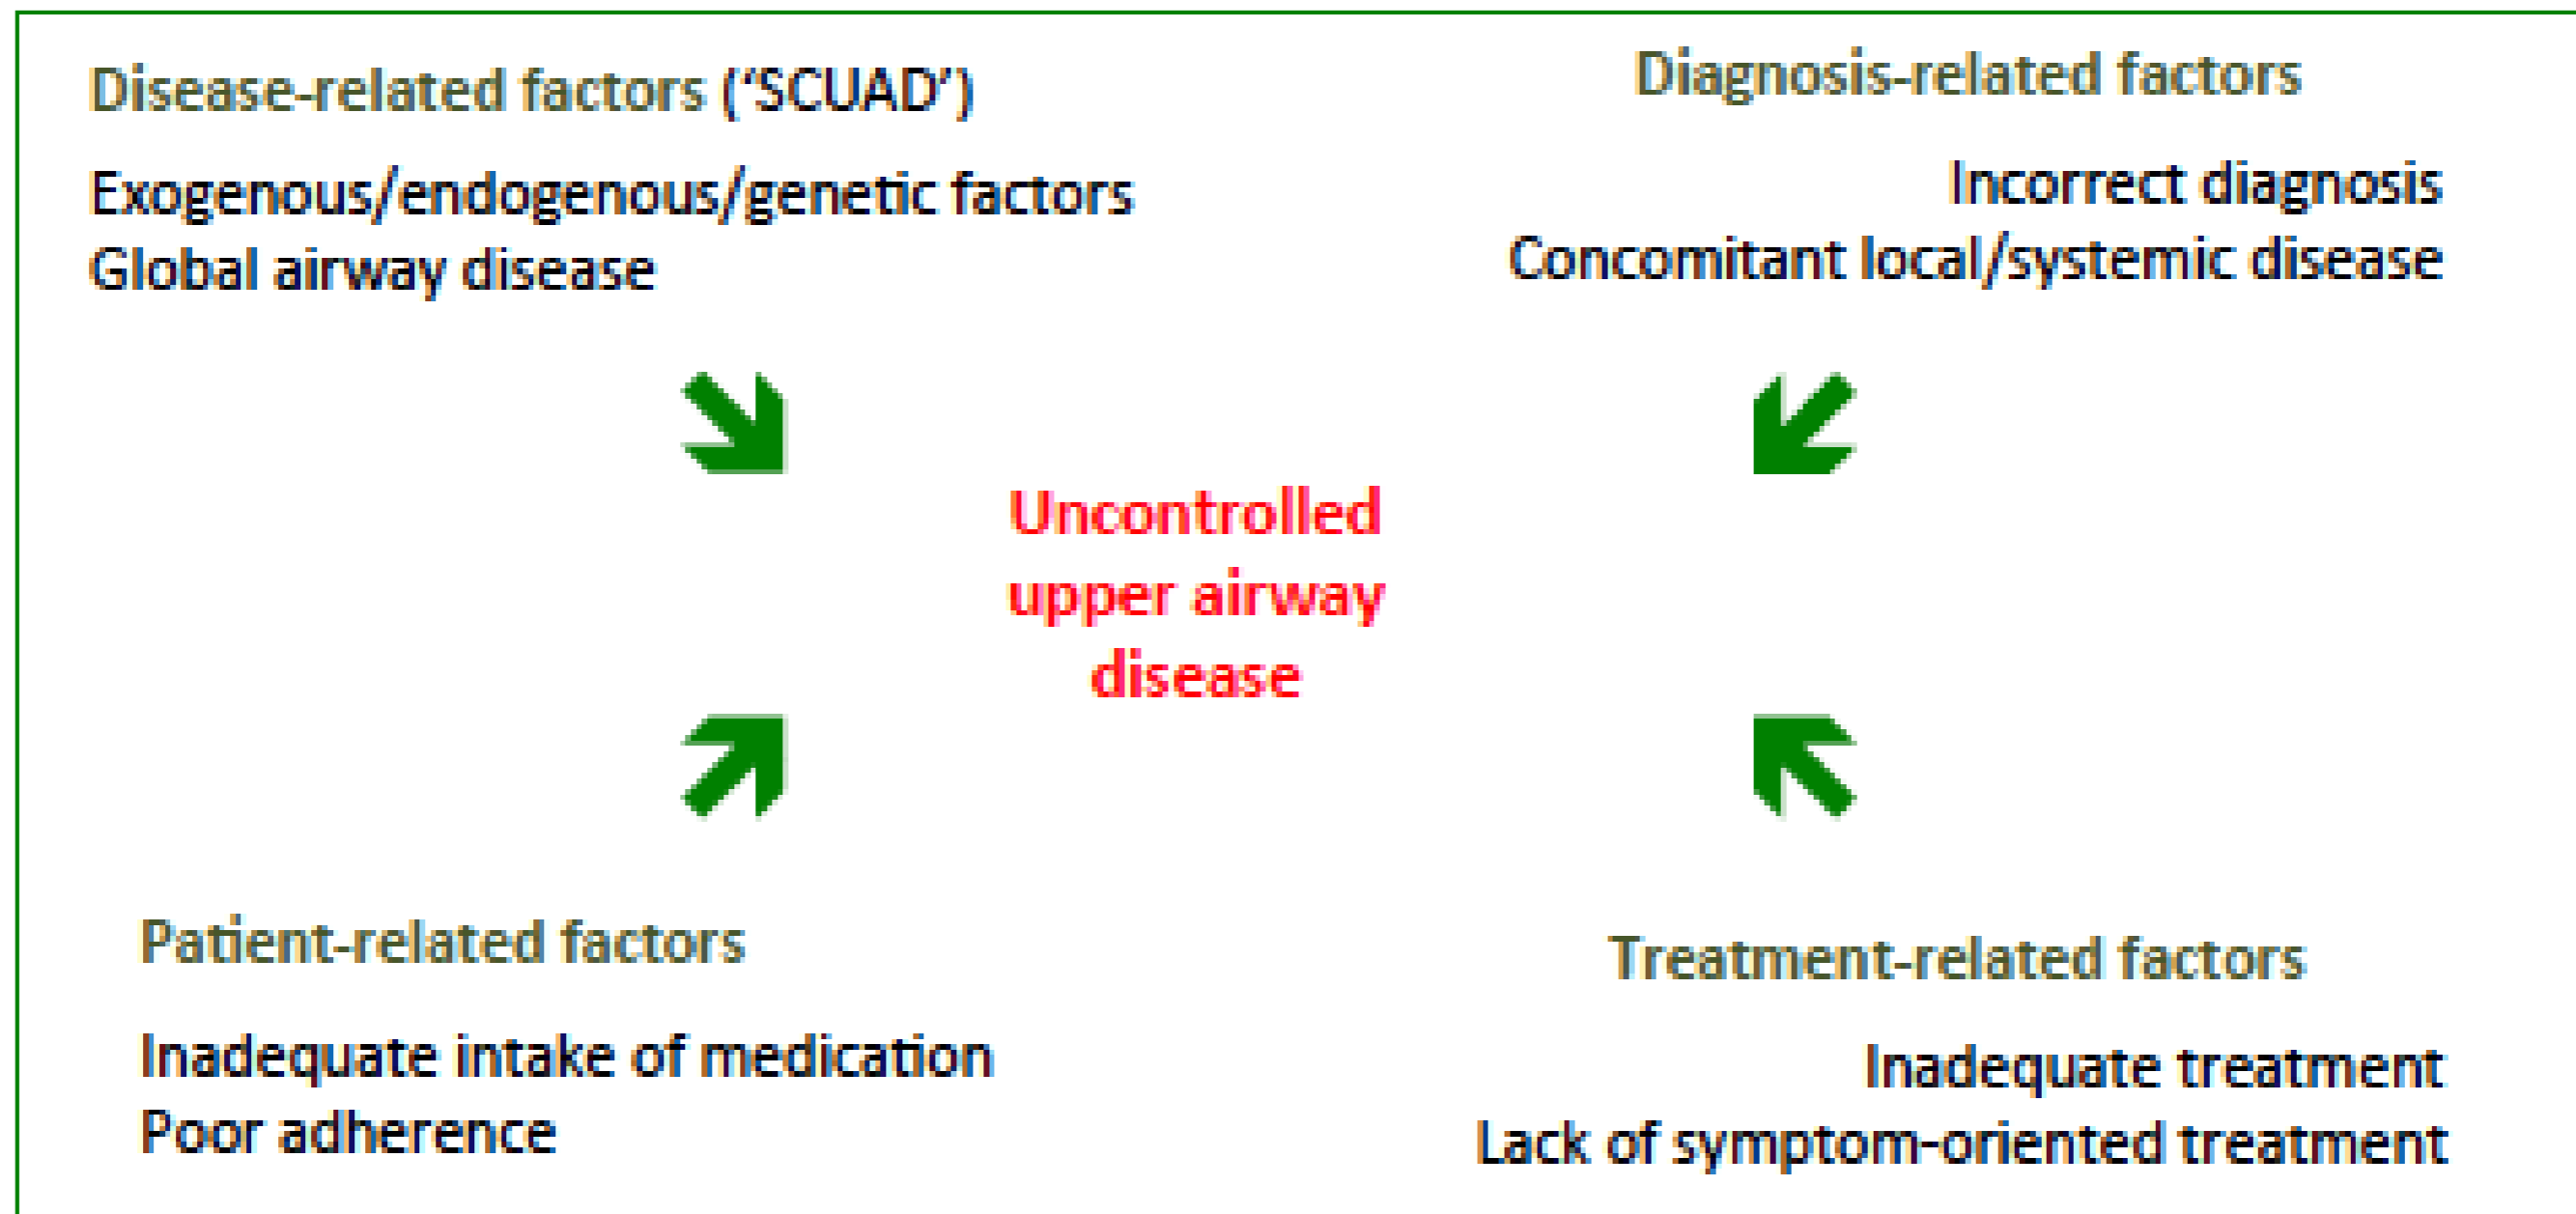 Disease-related factors (‘SCUAD’)
Exogenous/endogenous/genetic factors
Global airway disease
Diagnosis-related factors
Incorrect diagnosis
Concomitant local/systemic disease
Uncontrolled
upper airway
disease
Patient-related factors
Inadequate intake of medication
Poor adherence
Treatment-related factors
Inadequate treatment
Lack of symptom-oriented treatment